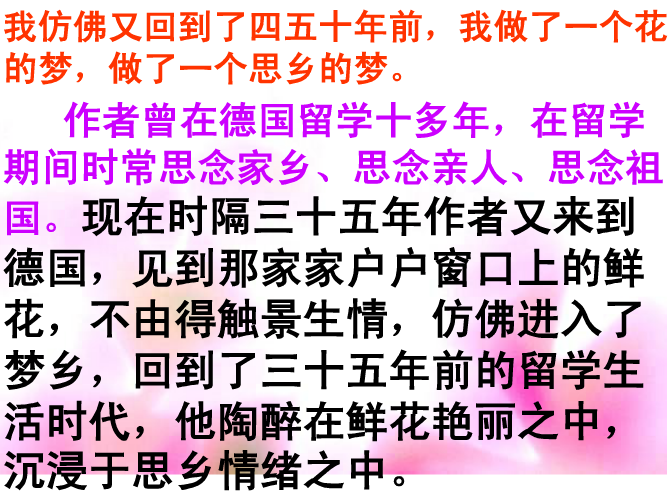 我仿佛又回到了四五十年前，我做了一个花
的梦，做了一个思乡的梦。
作者曾在德国留学十多年，在留学
期间时常思念家乡、思念亲人、思念祖
国。现在时隔三十五年作者又来到
德国，见到那家家户户窗口上的鲜
花，不由得触景生情，仿佛进入了
梦乡，回到了三十五年前的留学生
活时代，他陶醉在鲜花艳丽之中，
沉浸于思乡情绪之中。